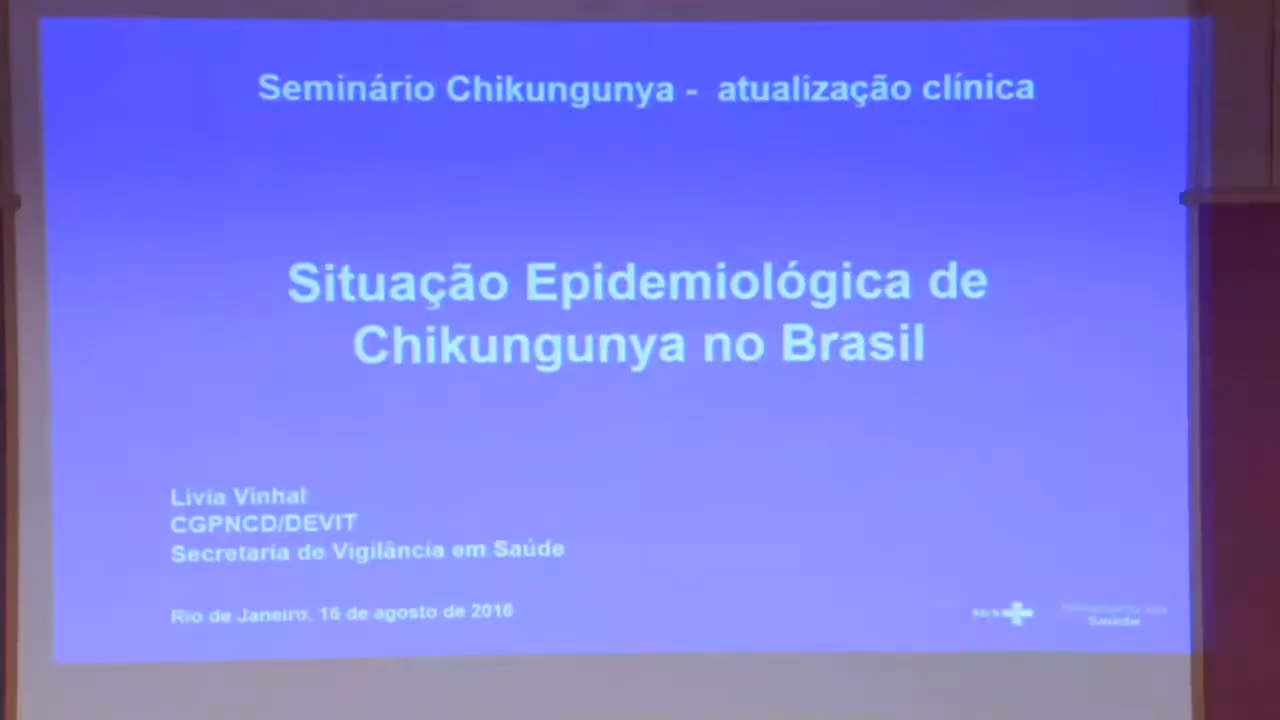 Seminário Chikungunya - atualização clínica
Situação Epidemiológica de
Chikungunya no Brasil
Livia Vinhal
CGPNCD/DEVIT
Secretaria de Vigilância em Saúde
Rio de Janeiro, 16 de agosto de 2016
Saúde